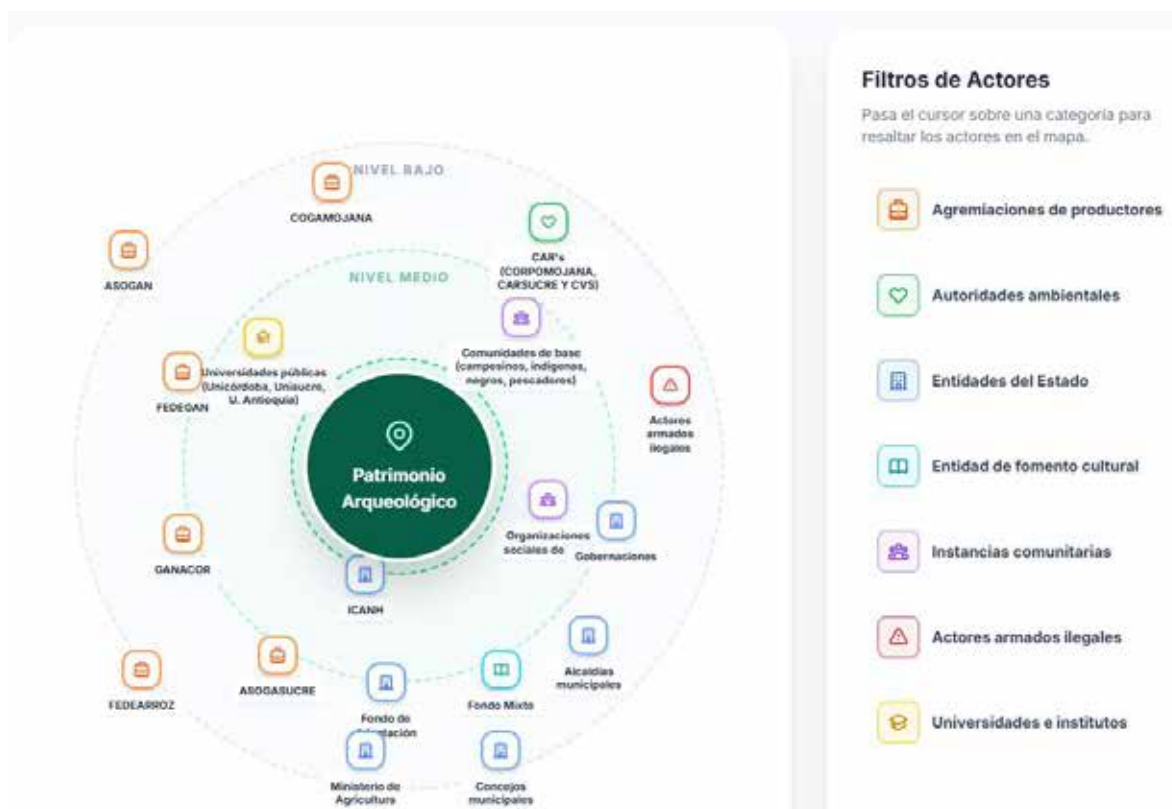 NIVEL BAJO
COGAMOJANA
ASOGAN
CAR's
(CORPOMOJANA,
CARSUCRE Y CVS)
NIVEL MEDIO
Universidades públicas
(Unicórdoba, Unisucre,
U. Antioquia)
FEDEGAN
Comunidades de base
(campesinos, indígenas,
negros, pescadores)
Actores
armados
ilegales
Patrimonio
Arqueológico
Organizaciones
sociales de
Gobernaciones
GANACOR
ICANH
FEDEARROZ
ASOGASUCRE
Fondo de
Fondo Mixto
Alcaldías
municipales
Ministerio de
Agricultura
Concejos
municipales
Filtros de Actores
Pasa el cursor sobre una categoría para
resaltar los actores en el mapa.
Agremiaciones de productores
Autoridades ambientales
Entidades del Estado
Entidad de fomento cultural
Instancias comunitarias
Actores armados ilegales
Universidades e institutos